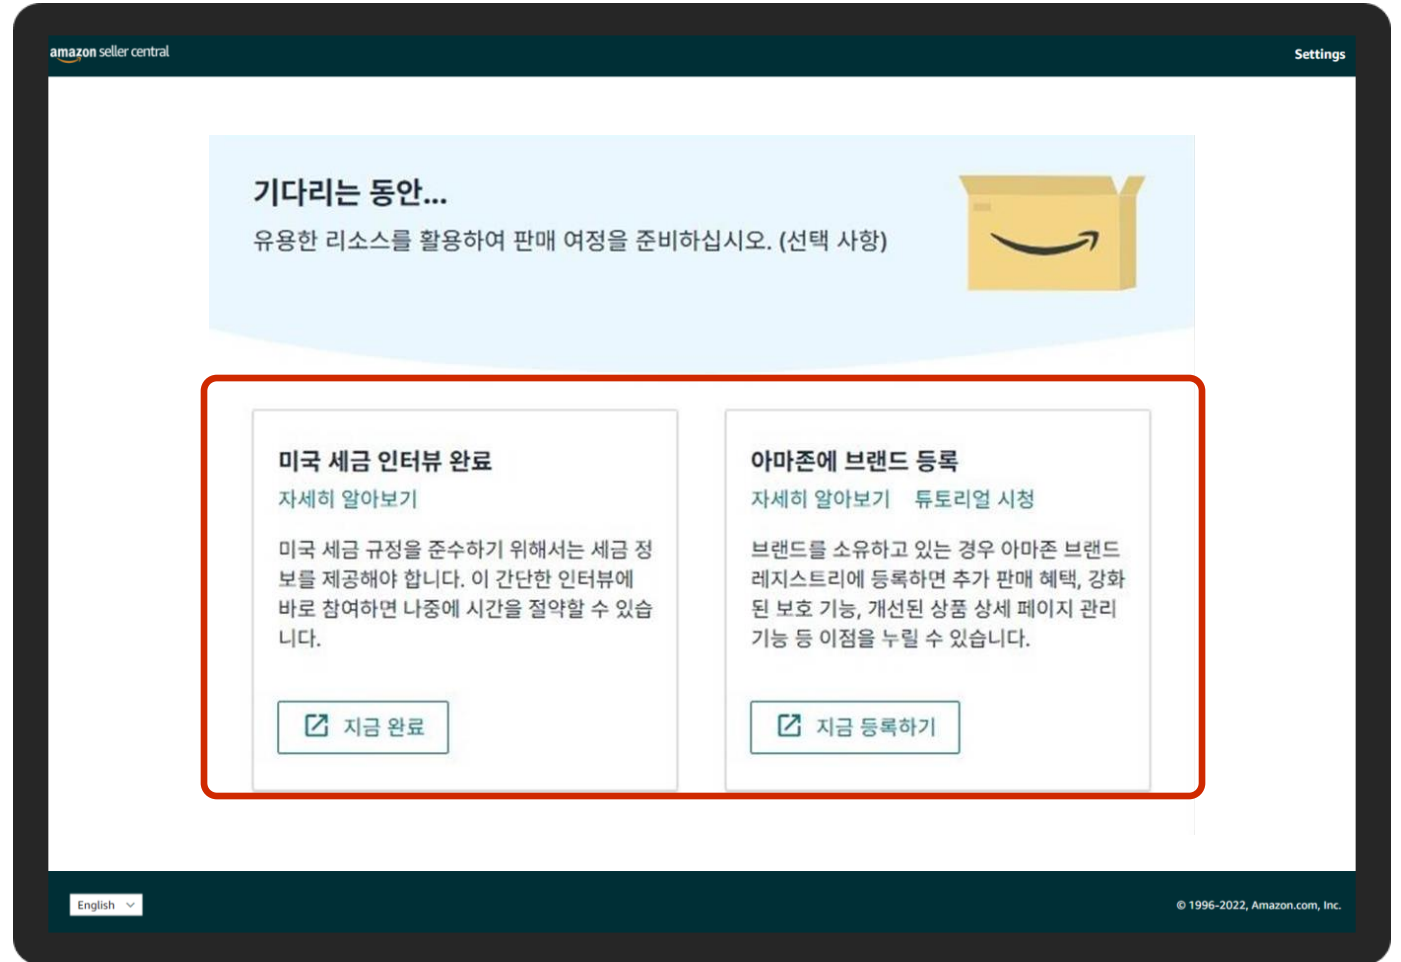 amazon seller central
Settings
기다리는 동안...
유용한 리소스를 활용하여 판매 여정을 준비하십시오. (선택 사항)
미국 세금 인터뷰 완료
자세히 알아보기
미국 세금 규정을 준수하기 위해서는 세금 정
보를 제공해야 합니다. 이 간단한 인터뷰에
바로 참여하면 나중에 시간을 절약할 수 있습
니다.
지금 완료
아마존에 브랜드 등록
자세히 알아보기 튜토리얼 시청
브랜드를 소유하고 있는 경우 아마존 브랜드
레지스트리에 등록하면 추가 판매 혜택, 강화
된 보호 기능, 개선된 상품 상세 페이지 관리
기능 등 이점을 누릴 수 있습니다.
지금 등록하기
English
© 1996-2022, Amazon.com, Inc.